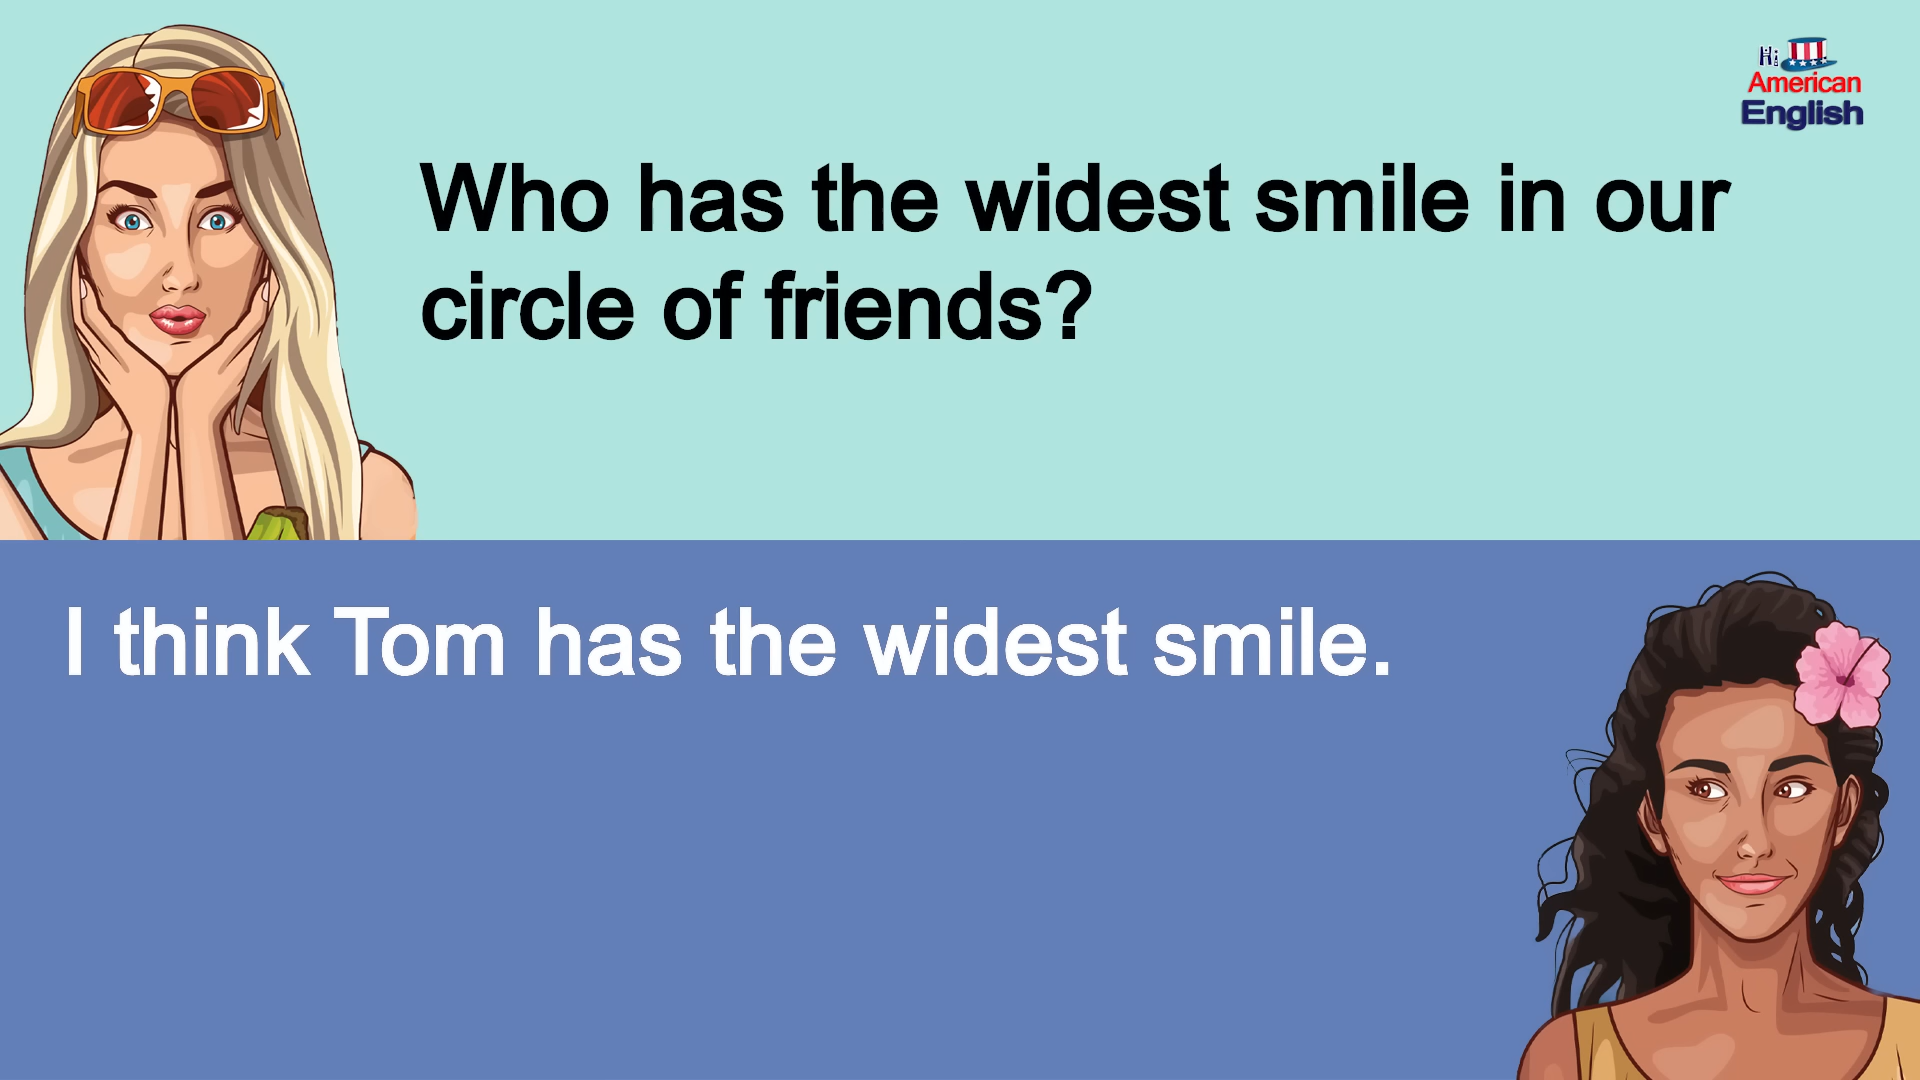 Hi
American
English
Who has the widest smile in our
circle of friends?
I think Tom has the widest smile.